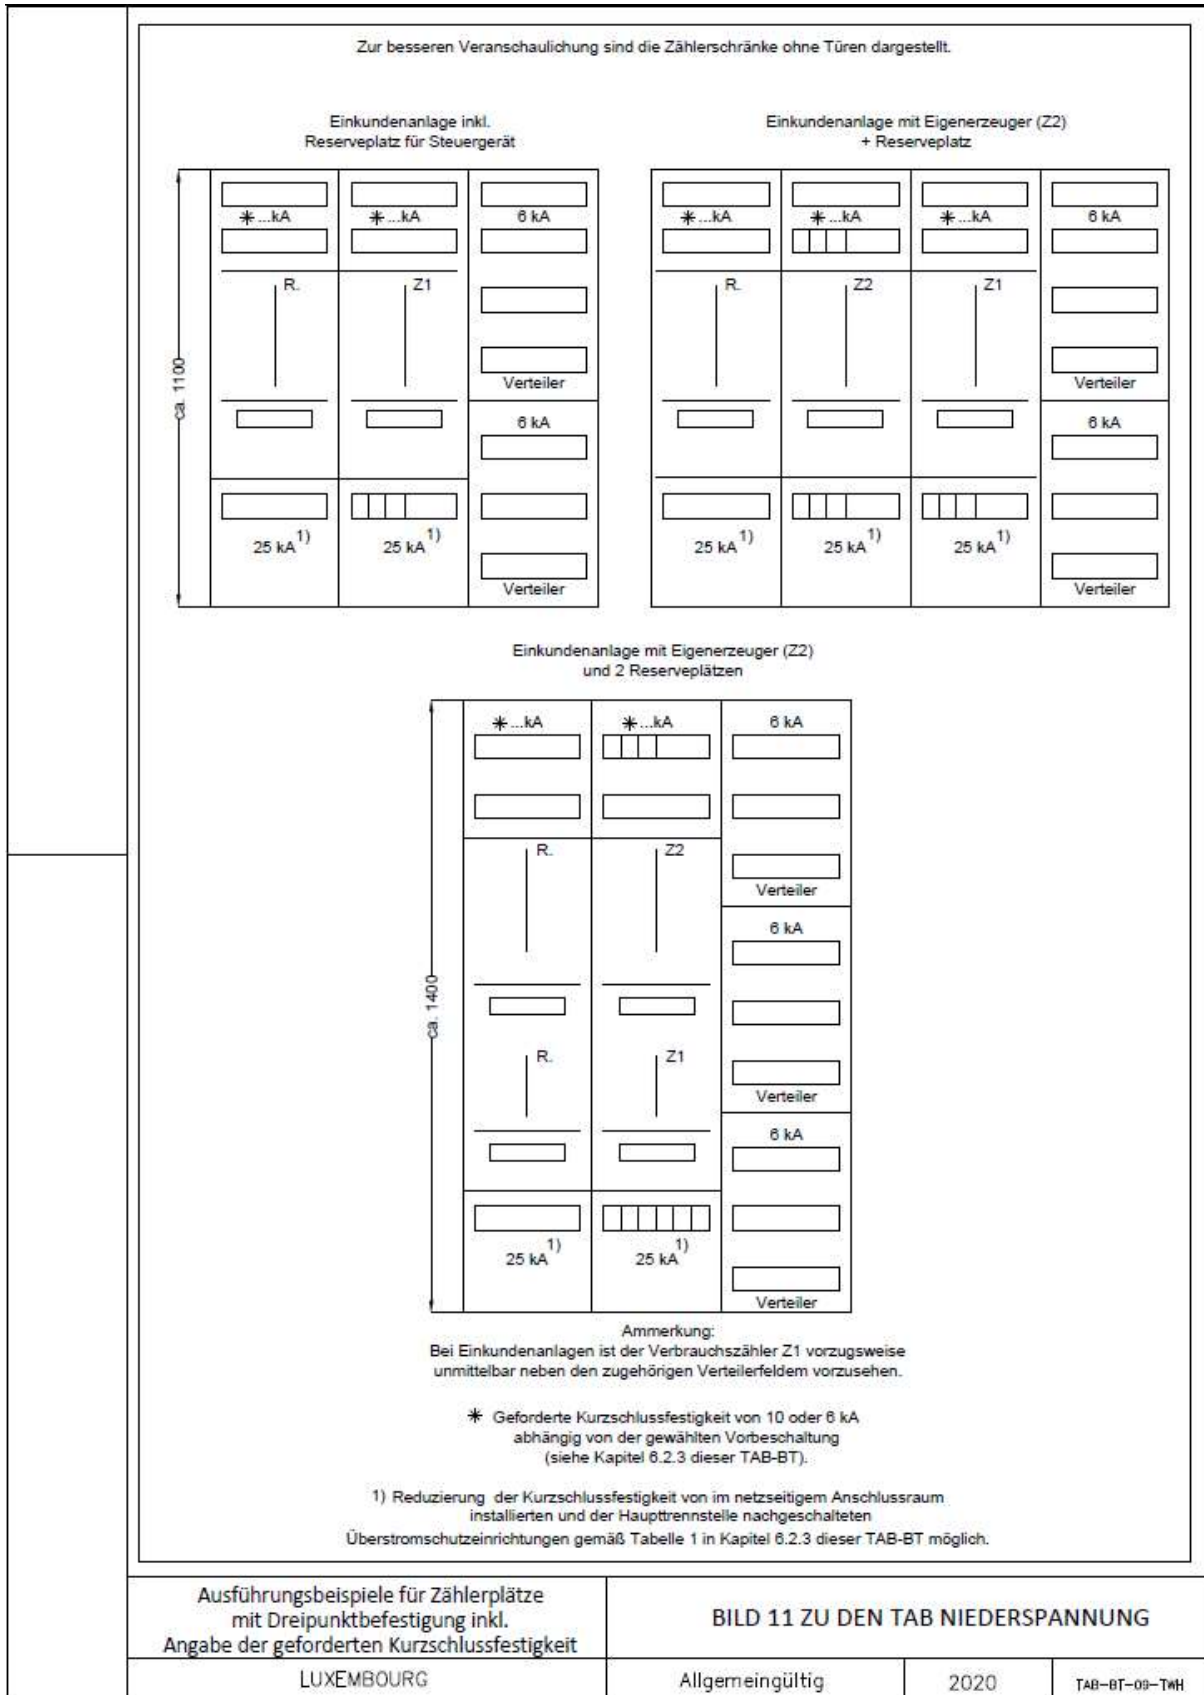 Zur besseren Veranschaulichung sind die Zählerschränke ohne Türen dargestellt.
Einkundenanlage inkl.
Reserveplatz für Steuergerät
ca. 1100
*...kA
*...kA
6 kA
R.
Z1
Verteiler
6 kA
25 kA 1)
25 kA 1)
Verteiler
Einkundenanlage mit Eigenerzeuger (Z2)
+ Reserveplatz
*...kA
*...kA
*...kA
6 kA
R.
Z2
Z1
Verteiler
6 kA
25 kA 1)
25 kA 1)
25 kA 1)
Verteiler
Einkundenanlage mit Eigenerzeuger (Z2)
und 2 Reserveplätzen
ca. 1400
*...kA
*...kA
6 kA
R.
Z2
Verteiler
6 kA
R.
Z1
Verteiler
6 kA
25 kA 1)
25 kA 1)
Verteiler
Ammerkung:
Bei Einkundenanlagen ist der Verbrauchszähler Z1 vorzugsweise
unmittelbar neben den zugehörigen Verteilerfeldern vorzusehen.
* Geforderte Kurzschlussfestigkeit von 10 oder 6 kA
abhängig von der gewählten Vorbeschaltung
(siehe Kapitel 6.2.3 dieser TAB-BT).
1) Reduzierung der Kurzschlussfestigkeit von im netzseitigem Anschlussraum
installierten und der Haupttrennstelle nachgeschalteten
Überstromschutzeinrichtungen gemäß Tabelle 1 in Kapitel 6.2.3 dieser TAB-BT möglich.
Ausführungsbeispiele für Zählerplätze
mit Dreipunktbefestigung inkl.
Angabe der geforderten Kurzschlussfestigkeit
BILD 11 ZU DEN TAB NIEDERSPANNUNG
LUXEMBOURG
Allgemeingültig
2020
TAB-BT-09-TWH